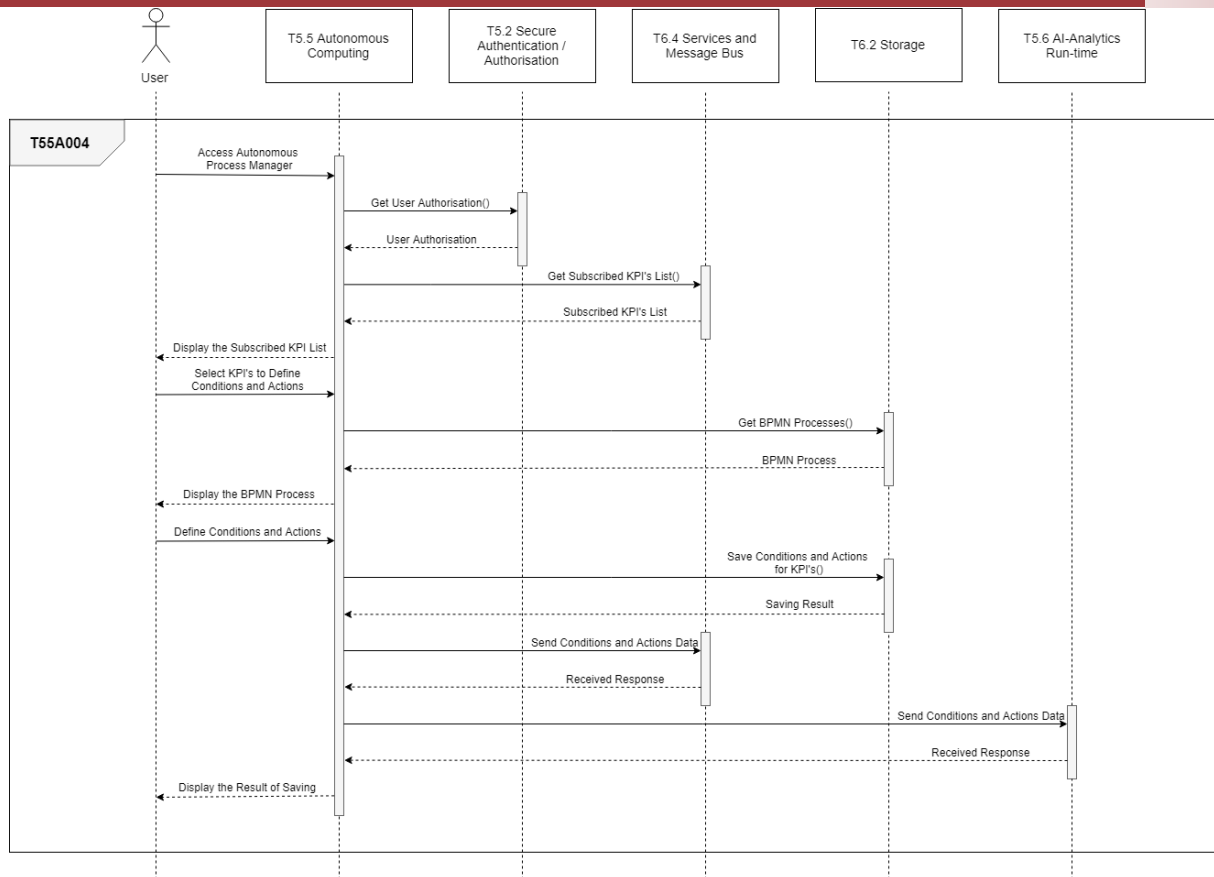 T5.5 Autonomous
Computing
T5.2 Secure
Authentication /
Authorisation
T6.4 Services and
Message Bus
T6.2 Storage
T5.6 AI-Analytics
Run-time
User
T55A004
Access Autonomous
Process Manager
Get User Authorisation()
User Authorisation
Get Subscribed KPI's List()
Subscribed KPI's List
Display the Subscribed KPI List
Select KPI's to Define
Conditions and Actions
Get BPMN Processes()
BPMN Process
Display the BPMN Process
Define Conditions and Actions
Save Conditions and Actions
for KPI's()
Saving Result
Send Conditions and Actions Data
Received Response
Send Conditions and Actions Data
Received Response
Display the Result of Saving